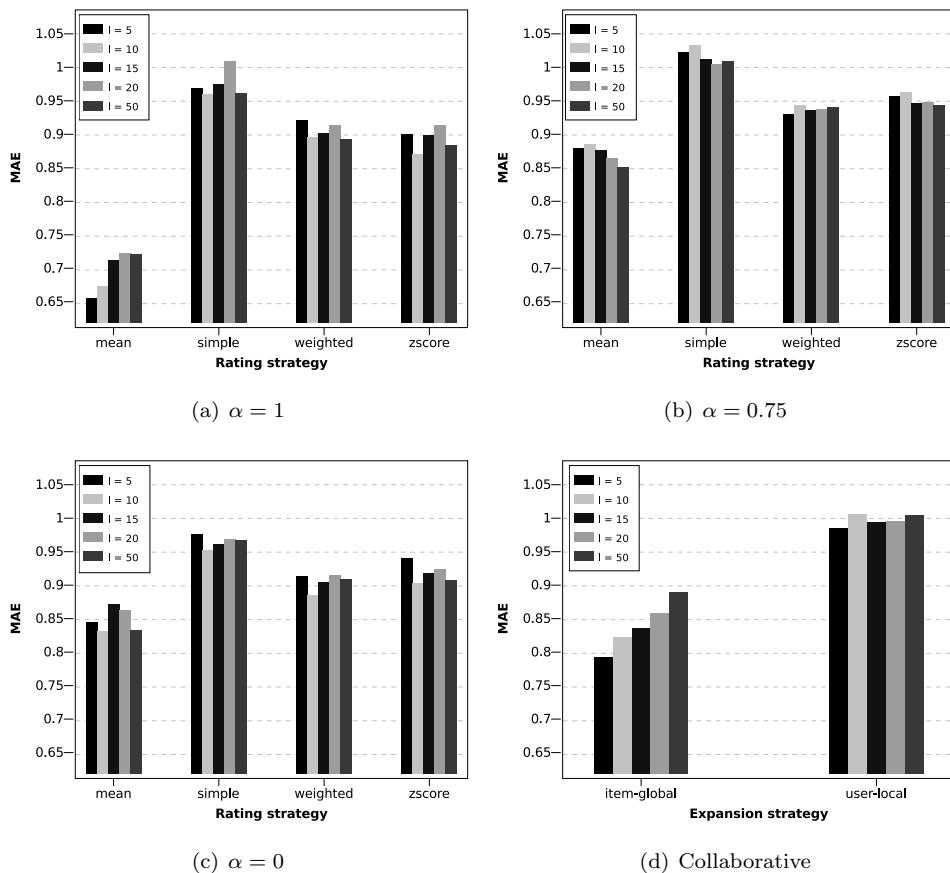 1.05
1
0.95
0.9
0.85
0.8
0.75
0.7
0.65
MAE
l = 5
l = 10
l = 15
l = 20
l = 50
mean simple weighted zscore
Rating strategy
(a) α = 1
1.05
1
0.95
0.9
0.85
0.8
0.75
0.7
0.65
MAE
l = 5
l = 10
l = 15
l = 20
l = 50
mean simple weighted zscore
Rating strategy
(b) α = 0.75
1.05
1
0.95
0.9
0.85
0.8
0.75
0.7
0.65
MAE
l = 5
l = 10
l = 15
l = 20
l = 50
mean simple weighted zscore
Rating strategy
(c) α = 0
1.05
1
0.95
0.9
0.85
0.8
0.75
0.7
0.65
MAE
l = 5
l = 10
l = 15
l = 20
l = 50
item-global user-local
Expansion strategy
(d) Collaborative